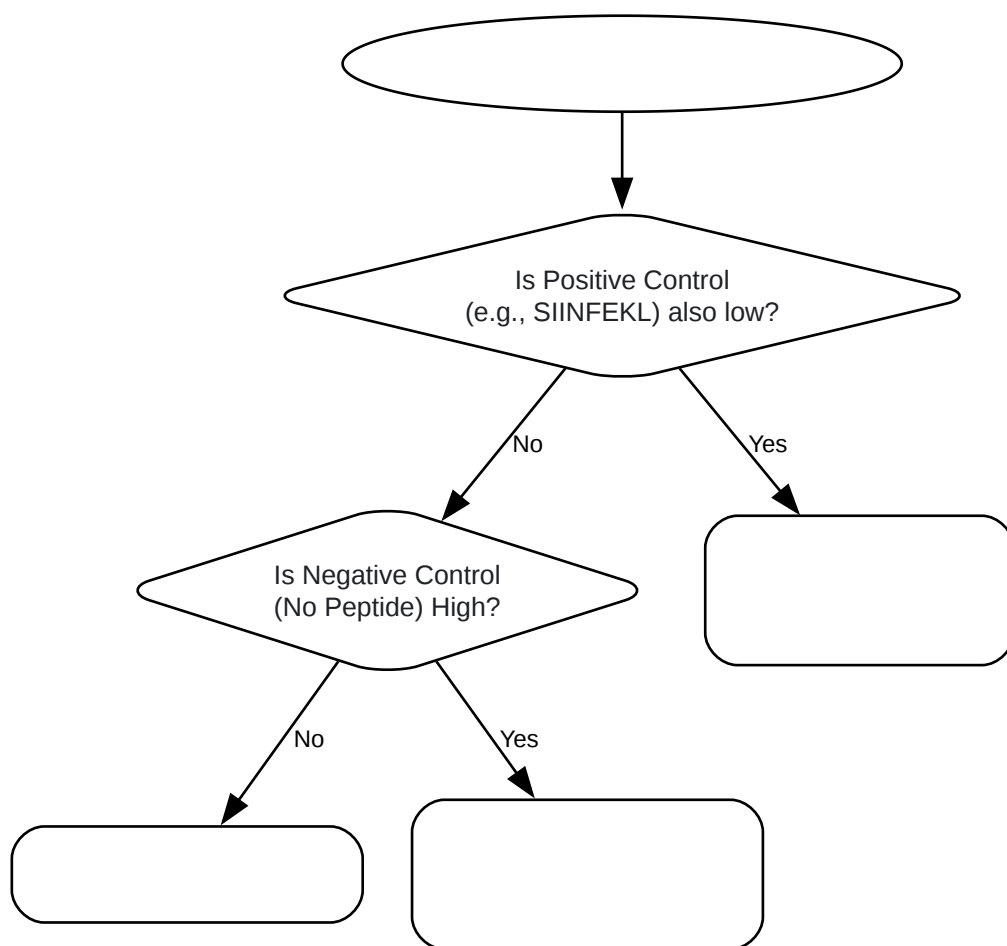 Is Positive Control
(e.g., SIINFEKL) also low?
No
Yes
Is Negative Control
(No Peptide) High?
No
Yes